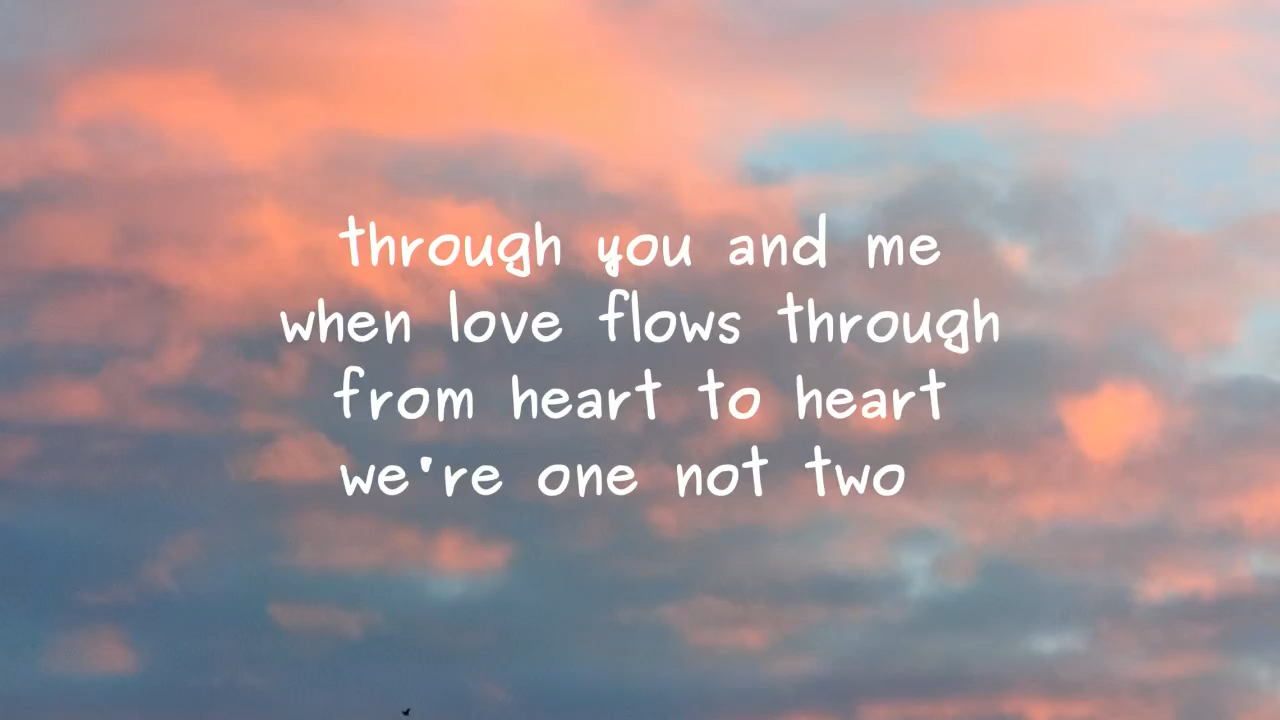 through you and me
when love flows through
from heart to heart
we're one not two